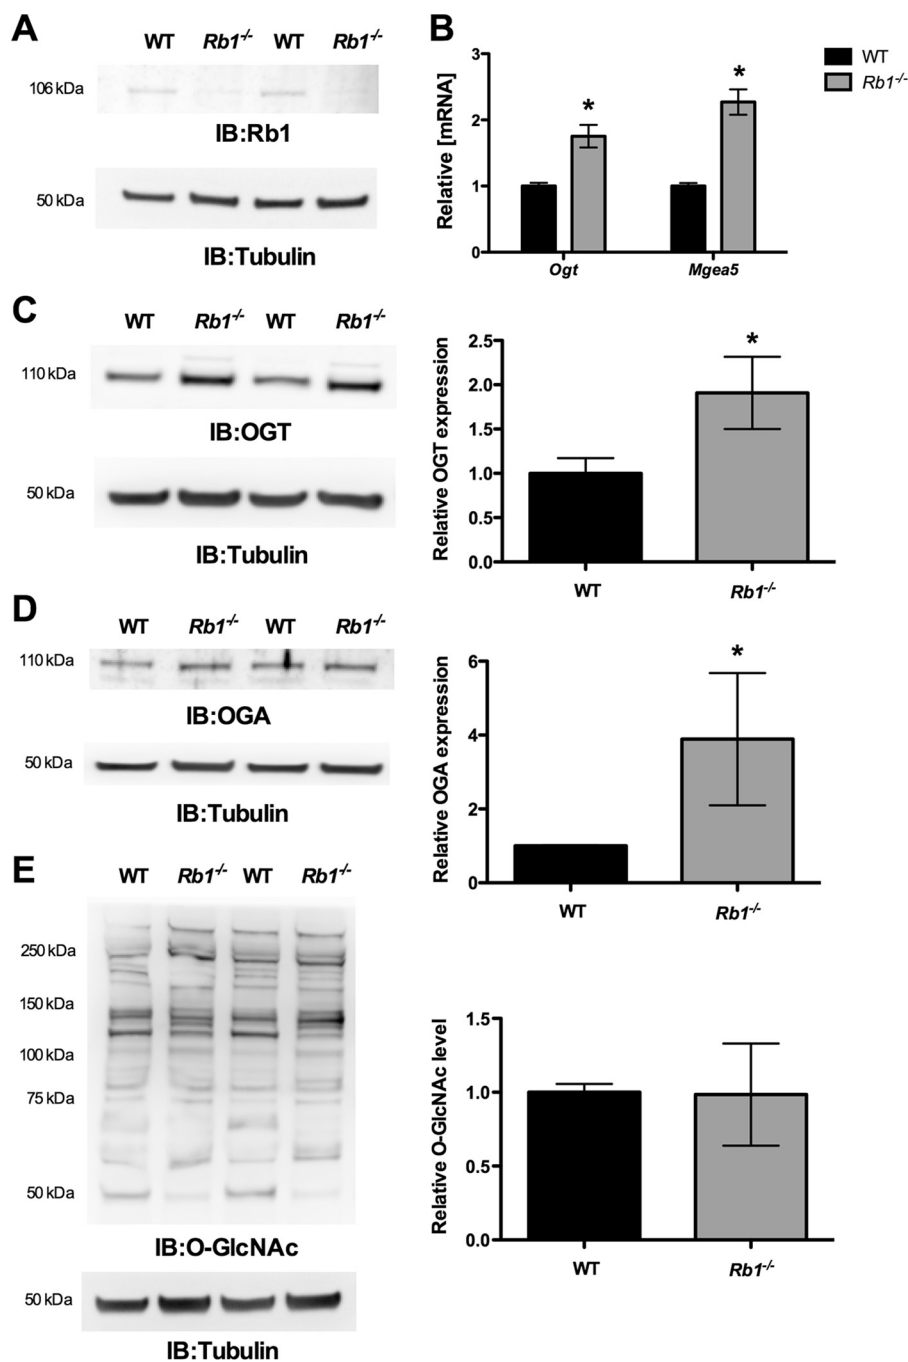 A
WT Rb1-/- WT Rb1-/-
106 kDa
IB:Rb1
50 kDa
IB:Tubulin
B
3
2
1
0
Relative [mRNA]
*
*
Ogt Mgea5
WT
Rb1-/-
C
WT Rb1-/- WT Rb1-/-
110 kDa
IB:OGT
50 kDa
IB:Tubulin
2.5
2.0
1.5
1.0
0.5
0.0
Relative OGT expression
*
WT Rb1-/-
D
WT Rb1-/- WT Rb1-/-
110 kDa
IB:OGA
50 kDa
IB:Tubulin
6
4
2
0
Relative OGA expression
*
WT Rb1-/-
E
WT Rb1-/- WT Rb1-/-
250 kDa
150 kDa
100 kDa
75 kDa
50 kDa
IB:O-GlcNAc
50 kDa
IB:Tubulin
1.5
1.0
0.5
0.0
Relative O-GlcNAc level
WT Rb1-/-